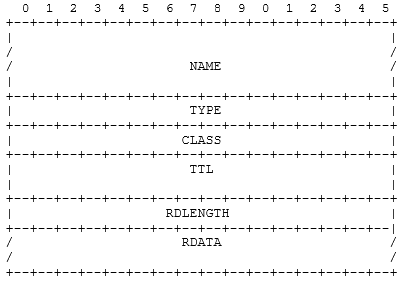 0 1 2 3 4 5 6 7 8 9 0 1 2 3 4 5
+--+--+--+--+--+--+--+--+--+--+--+--+--+--+--+--+
| |
/ /
/ NAME /
| |
+--+--+--+--+--+--+--+--+--+--+--+--+--+--+--+--+
| TYPE |
+--+--+--+--+--+--+--+--+--+--+--+--+--+--+--+--+
| CLASS |
+--+--+--+--+--+--+--+--+--+--+--+--+--+--+--+--+
| TTL |
| |
+--+--+--+--+--+--+--+--+--+--+--+--+--+--+--+--+
| RDLENGTH |
+--+--+--+--+--+--+--+--+--+--+--+--+--+--+--+--|
/ RDATA /
/ /
+--+--+--+--+--+--+--+--+--+--+--+--+--+--+--+--+